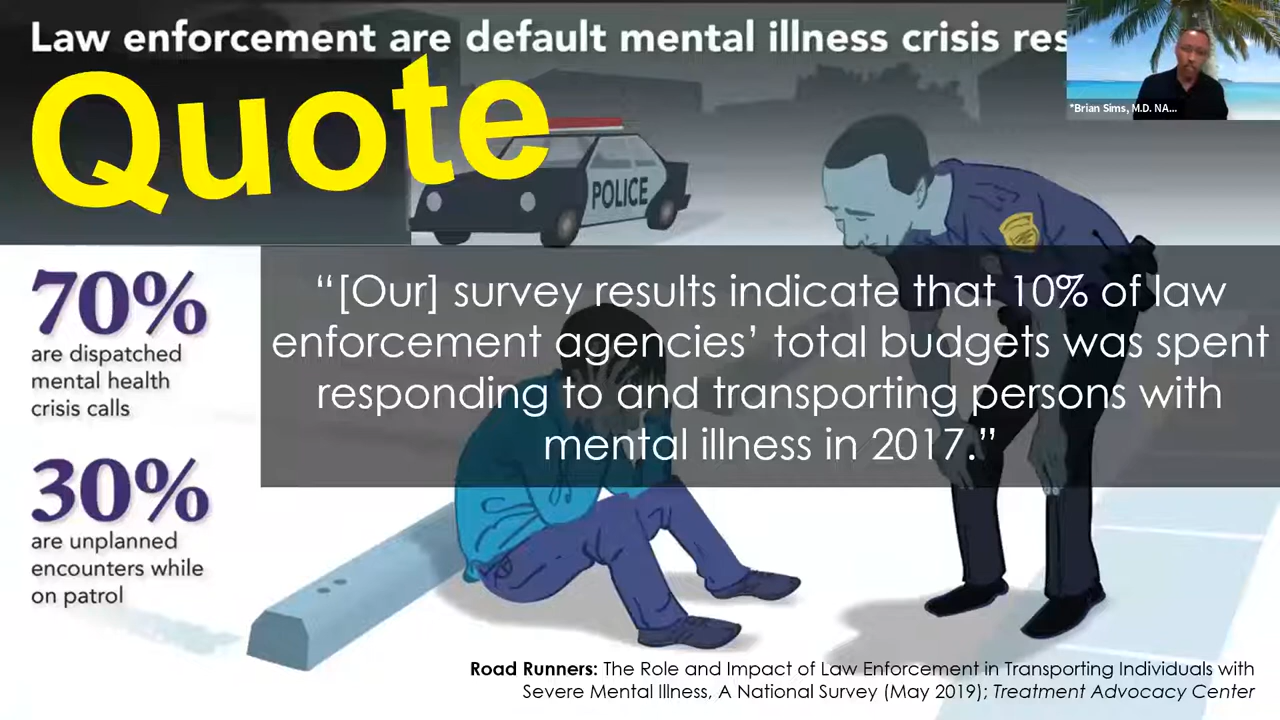 Law enforcement are default mental illness crisis res
Quote
*Brian Sims, M.D. NA...
POLICE
70%
are dispatched
mental health
crisis calls
30%
are unplanned
encounters while
on patrol
“[Our] survey results indicate that 10% of law
enforcement agencies’ total budgets was spent
responding to and transporting persons with
mental illness in 2017.”
Road Runners: The Role and Impact of Law Enforcement in Transporting Individuals with
Severe Mental Illness, A National Survey (May 2019); Treatment Advocacy Center